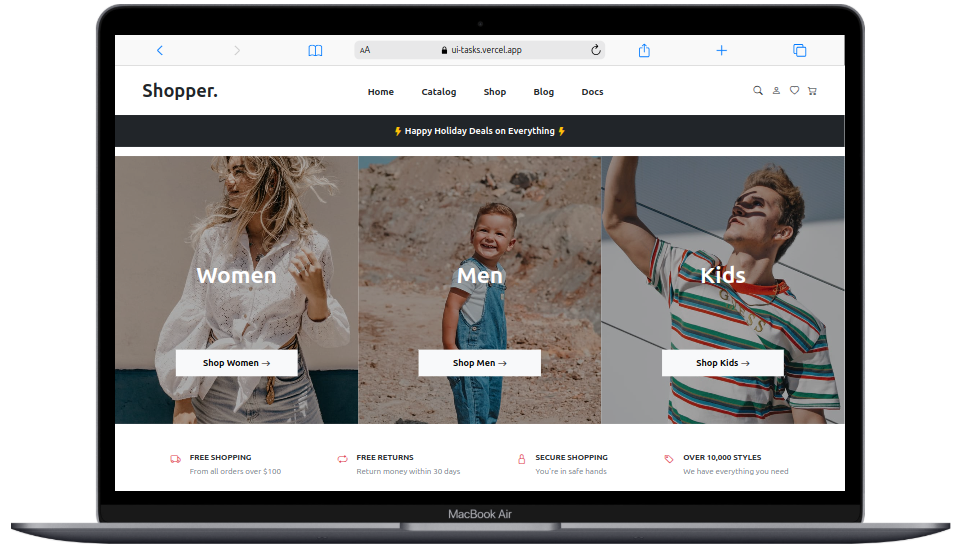 AA ui-tasks.vercel.app
Shopper. Home Catalog Shop Blog Docs
⚡ Happy Holiday Deals on Everything ⚡
Women Men Kids
Shop Women → Shop Men → Shop Kids →
FREE SHOPPING FREE RETURNS SECURE SHOPPING OVER 10,000 STYLES
From all orders over $100 Return money within 30 days You're in safe hands We have everything you need
MacBook Air